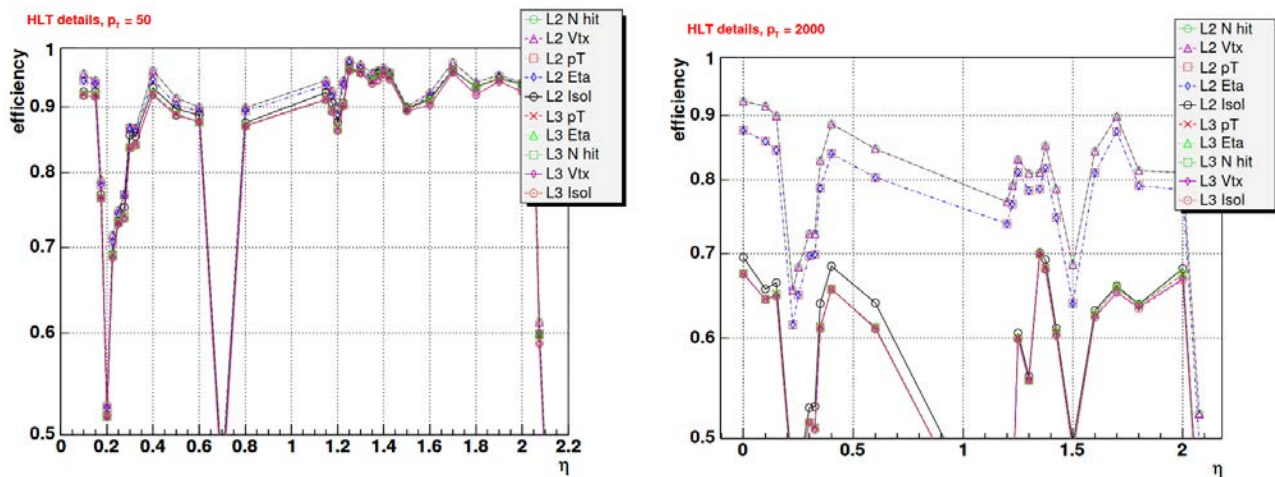 HLT details, pT = 50
efficiency
1
0.9
0.8
0.7
0.6
0.5
0 0.2 0.4 0.6 0.8 1 1.2 1.4 1.6 1.8 2 2.2
η
L2 N hit
L2 Vtx
L2 pT
L2 Eta
L2 Isol
L3 pT
L3 Eta
L3 N hit
L3 Vtx
L3 Isol
HLT details, pT = 2000
efficiency
1
0.9
0.8
0.7
0.6
0.5
0 0.5 1 1.5 2
η
L2 N hit
L2 Vtx
L2 pT
L2 Eta
L2 Isol
L3 pT
L3 Eta
L3 N hit
L3 Vtx
L3 Isol